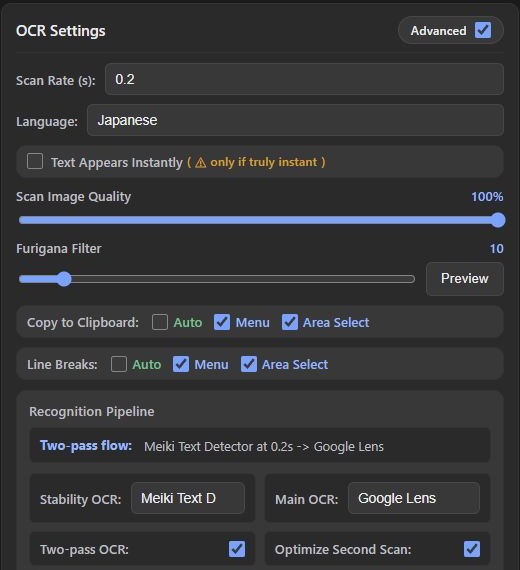 OCR Settings
Advanced
Scan Rate (s): 0.2
Language: Japanese
Text Appears Instantly ( ⚠ only if truly instant )
Scan Image Quality 100%
Furigana Filter 10
Preview
Copy to Clipboard: Auto Menu Area Select
Line Breaks: Auto Menu Area Select
Recognition Pipeline
Two-pass flow: Meiki Text Detector at 0.2s -> Google Lens
Stability OCR: Meiki Text D Main OCR: Google Lens
Two-pass OCR: Optimize Second Scan: